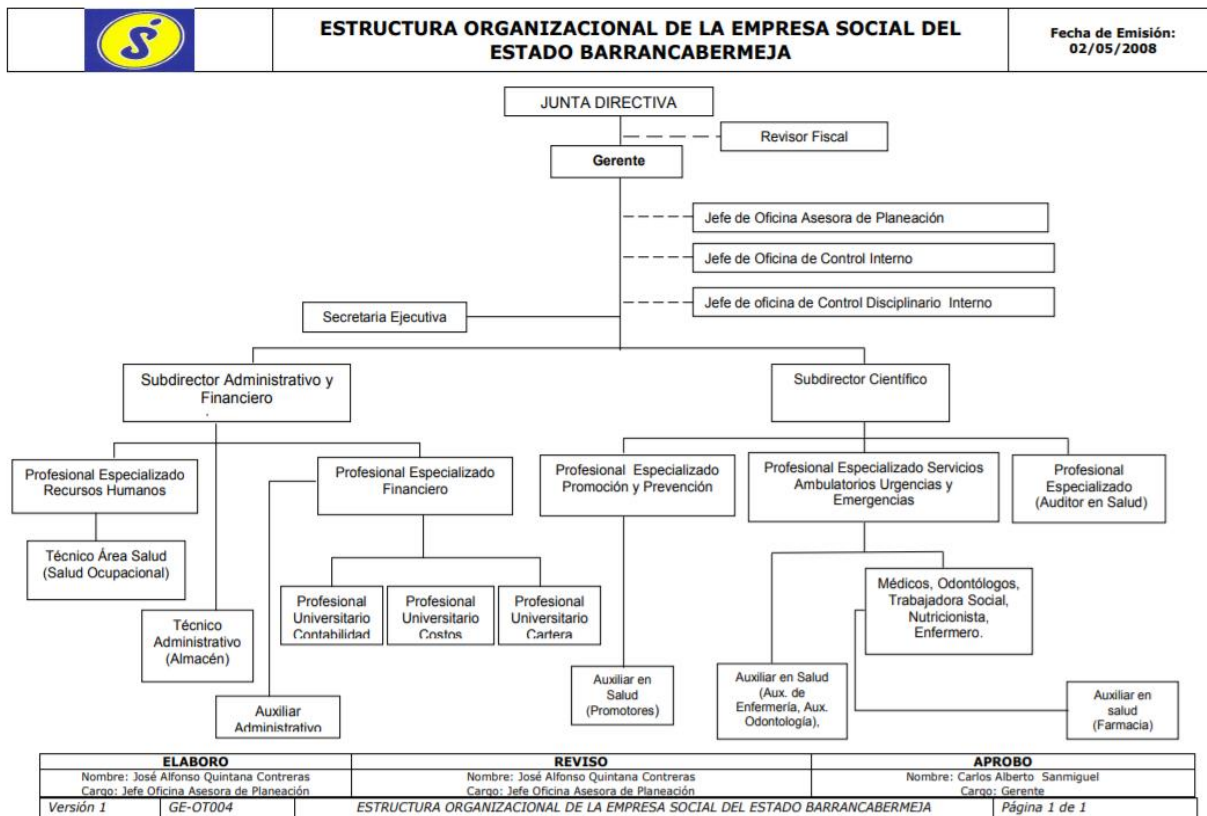 Ś
ESTRUCTURA ORGANIZACIONAL DE LA EMPRESA SOCIAL DEL
ESTADO BARRANCABERMEJA
Fecha de Emisión:
02/05/2008
JUNTA DIRECTIVA
Revisor Fiscal
Gerente
Jefe de Oficina Asesora de Planeación
Jefe de Oficina de Control Interno
Jefe de oficina de Control Disciplinario Interno
Secretaria Ejecutiva
Subdirector Administrativo y
Financiero
.
Subdirector Científico
Profesional Especializado
Recursos Humanos
Profesional Especializado
Financiero
Profesional Especializado
Promoción y Prevención
Profesional Especializado Servicios
Ambulatorios Urgencias y
Emergencias
Profesional
Especializado
(Auditor en Salud)
Técnico Área Salud
(Salud Ocupacional)
Técnico
Administrativo
(Almacén)
Profesional
Universitario
Contabilidad
Profesional
Universitario
Costos
Profesional
Universitario
Cartera
Médicos, Odontólogos,
Trabajadora Social,
Nutricionista,
Enfermero.
Auxiliar
Administrativo
Auxiliar en
Salud
(Promotores)
Auxiliar en Salud
(Aux. de
Enfermería, Aux.
Odontología),
Auxiliar en
salud
(Farmacia)
ELABORO
Nombre: José Alfonso Quintana Contreras
Cargo: Jefe Oficina Asesora de Planeación
REVISO
Nombre: José Alfonso Quintana Contreras
Cargo: Jefe Oficina Asesora de Planeación
APROBO
Nombre: Carlos Alberto Sanmiguel
Cargo: Gerente
Versión 1
GE-OT004
ESTRUCTURA ORGANIZACIONAL DE LA EMPRESA SOCIAL DEL ESTADO BARRANCABERMEJA
Página 1 de 1